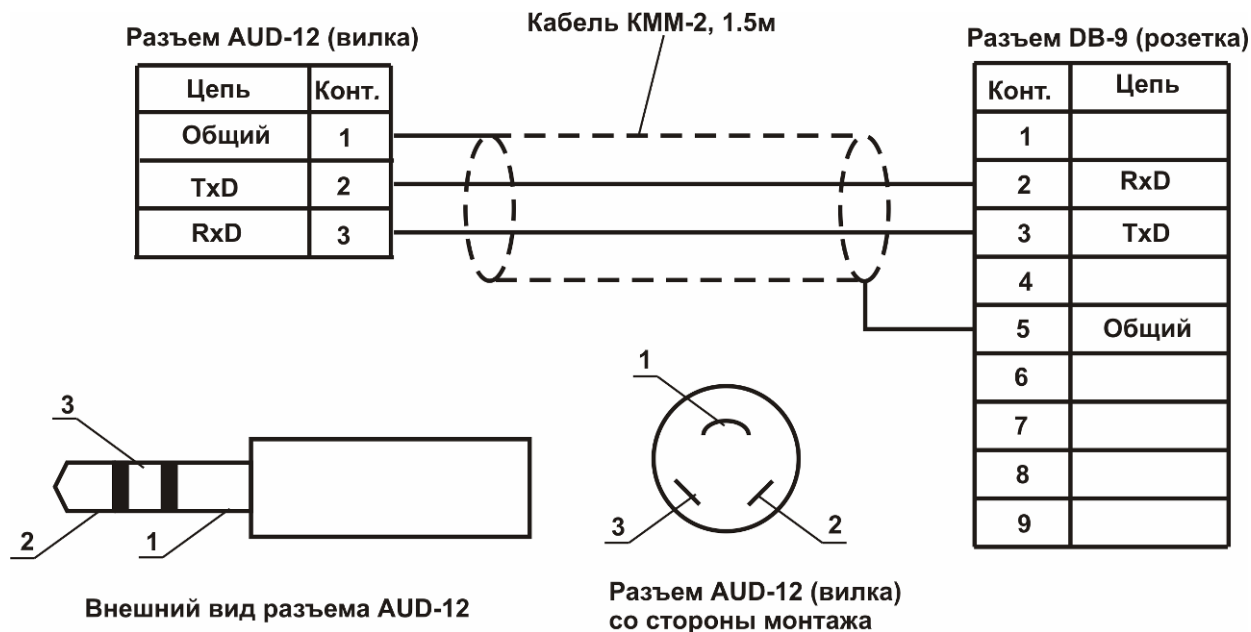 Кабель КММ-2, 1.5м
Разъем AUD-12 (вилка)
Разъем DB-9 (розетка)
Цепь Конт.
Общий 1
TxD 2
RxD 3
Конт. Цепь
1
2 RxD
3 TxD
4
5 Общий
6
7
8
9
3
2
1
1
3
2
Внешний вид разъема AUD-12
Разъем AUD-12 (вилка)
со стороны монтажа